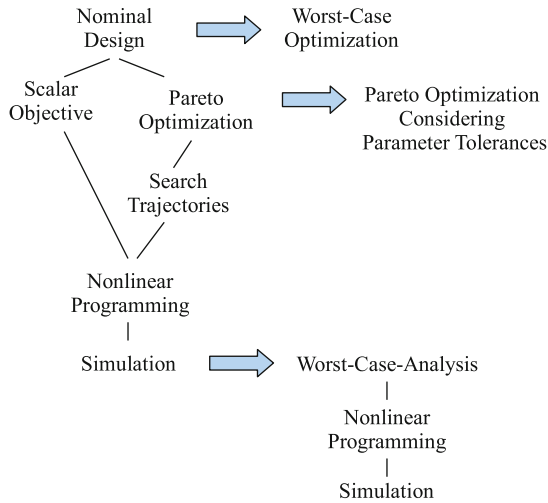 Nominal
Design
Worst-Case
Optimization
Scalar
Objective
Pareto
Optimization
Pareto Optimization
Considering
Parameter Tolerances
Search
Trajectories
Nonlinear
Programming
Simulation
Worst-Case-Analysis
Nonlinear
Programming
Simulation